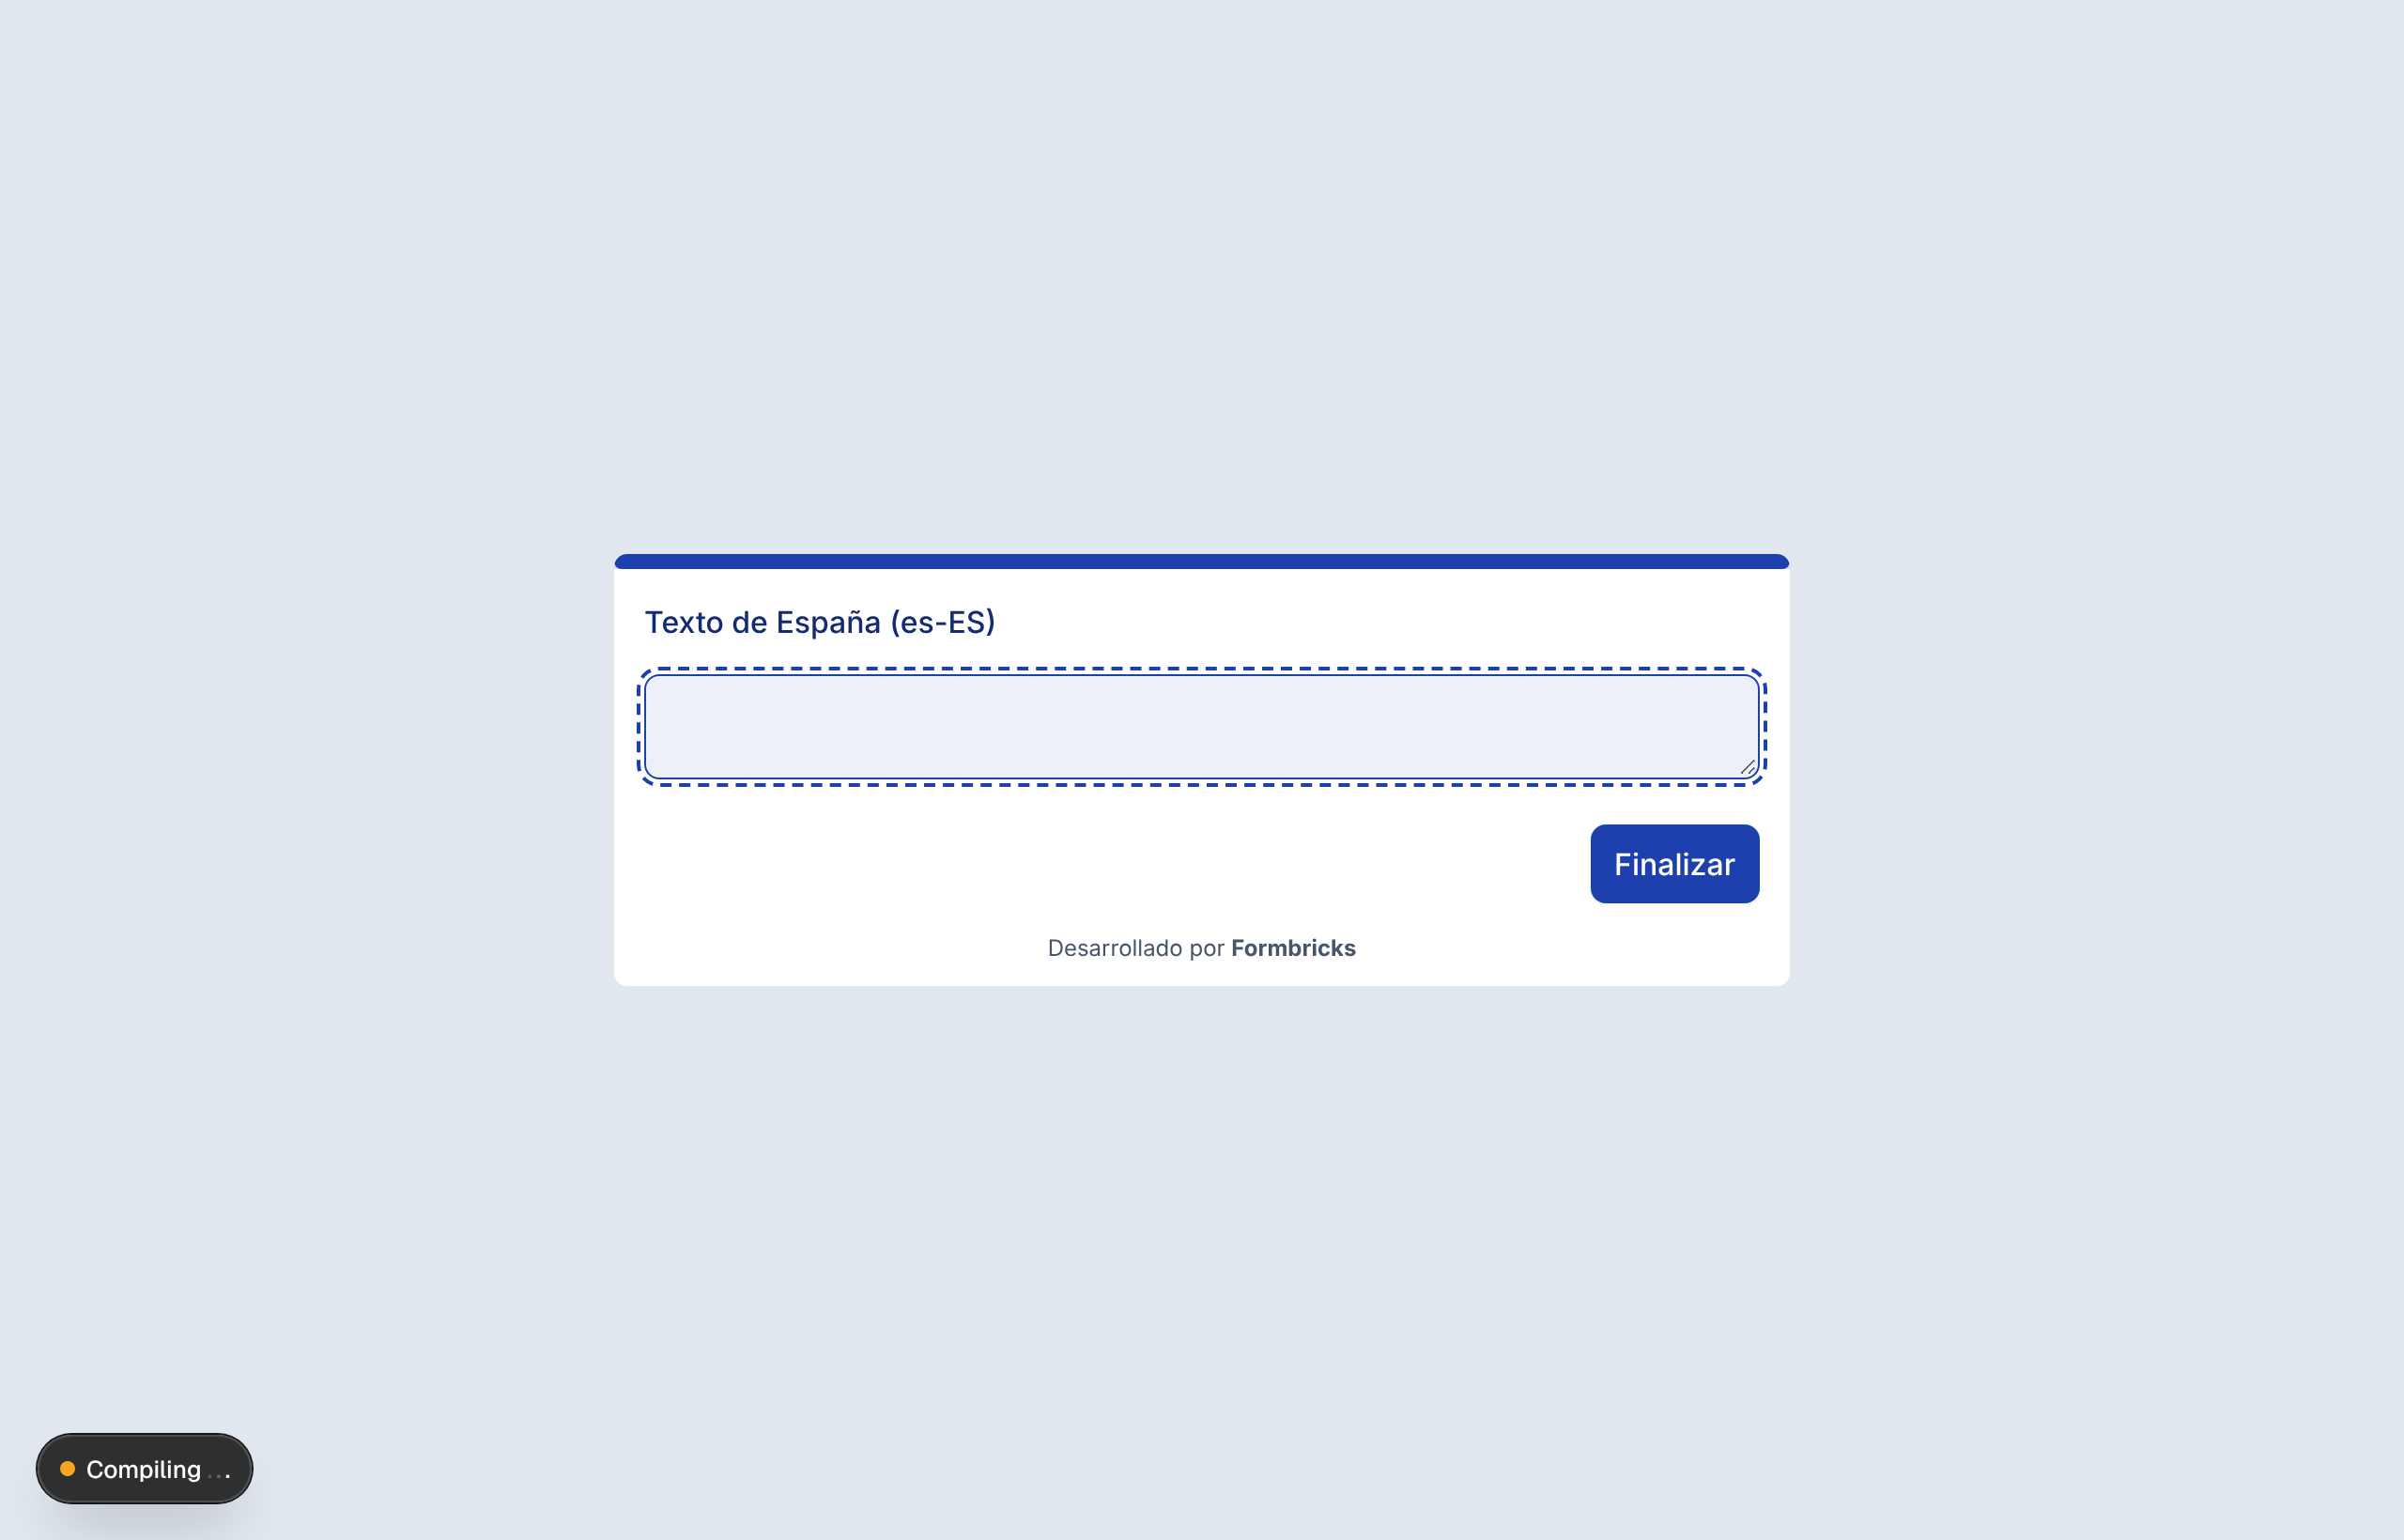 Texto de España (es-ES)
Finalizar
Desarrollado por Formbricks
Compiling ...